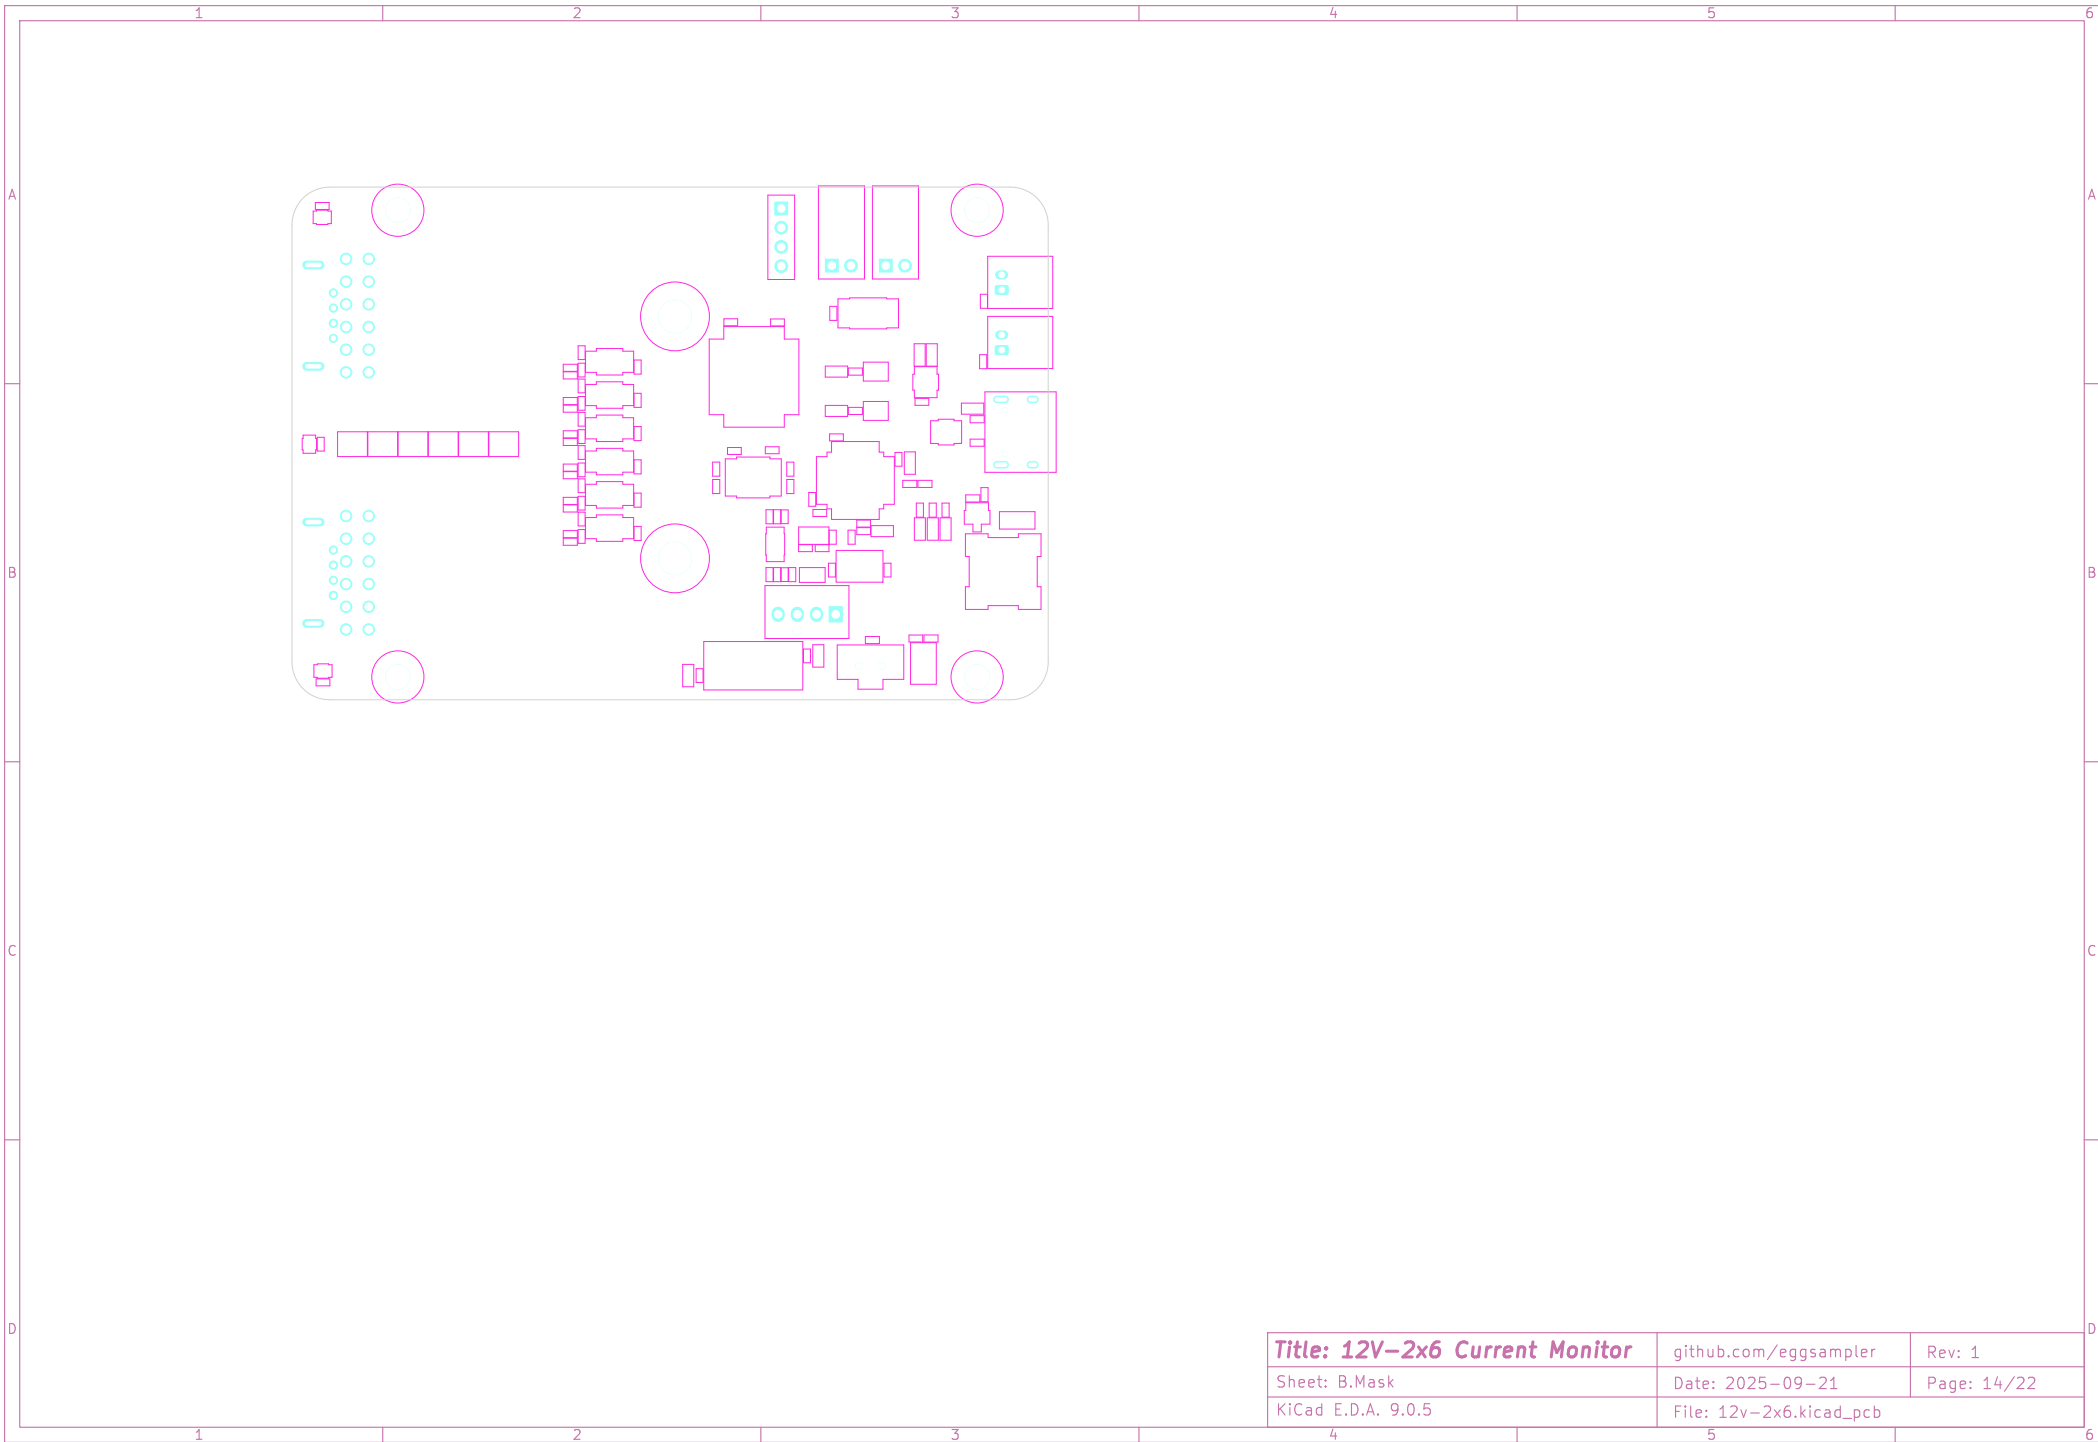 1 2 3 4 5 6
A A
B B
C C
D D
Title: 12V-2x6 Current Monitor
github.com/eggsampler
Rev: 1
Sheet: B.Mask
Date: 2025-09-21
Page: 14/22
KiCad E.D.A. 9.0.5
File: 12v-2x6.kicad_pcb
1 2 3 4 5 6